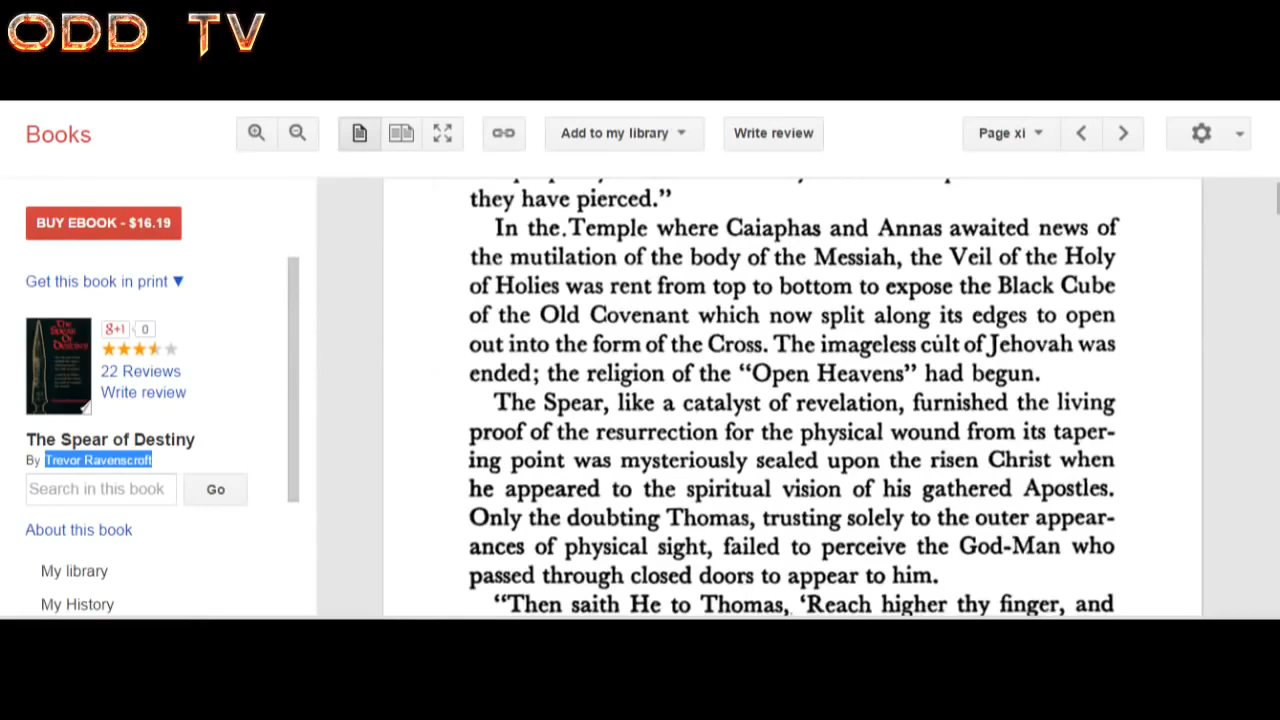 ODD TV
Books
Add to my library
Write review
Page xi
BUY EBOOK - $16.19
Get this book in print ▼
The Spear Of Destiny
8+1 0
22 Reviews
Write review
The Spear of Destiny
By Trevor Ravenscroft
Search in this book Go
About this book
My library
My History
they have pierced.”
In the.Temple where Caiaphas and Annas awaited news of
the mutilation of the body of the Messiah, the Veil of the Holy
of Holies was rent from top to bottom to expose the Black Cube
of the Old Covenant which now split along its edges to open
out into the form of the Cross. The imageless cult of Jehovah was
ended; the religion of the “Open Heavens” had begun.
The Spear, like a catalyst of revelation, furnished the living
proof of the resurrection for the physical wound from its taper-
ing point was mysteriously sealed upon the risen Christ when
he appeared to the spiritual vision of his gathered Apostles.
Only the doubting Thomas, trusting solely to the outer appear-
ances of physical sight, failed to perceive the God-Man who
passed through closed doors to appear to him.
“Then saith He to Thomas, ‘Reach higher thy finger, and